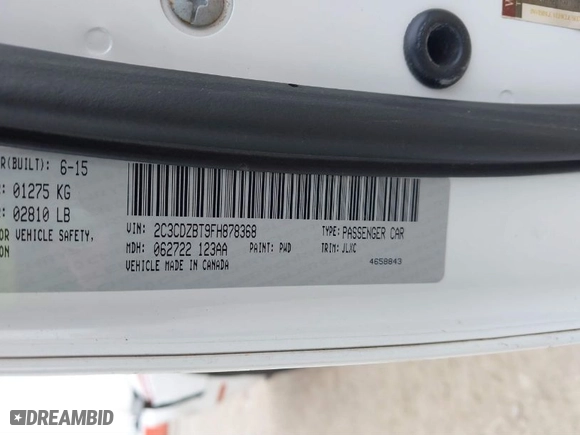 R(BUILT): 6-15
: 01275 KG
: 02810 LB
OR VEHICLE SAFETY,
ION
VIN: 2C3CDZBT9FH878368
TYPE: PASSENGER CAR
MDH: 062722 123AA
PAINT: PWD
TRIM: JLXC
VEHICLE MADE IN CANADA
4658843
DREAMBID